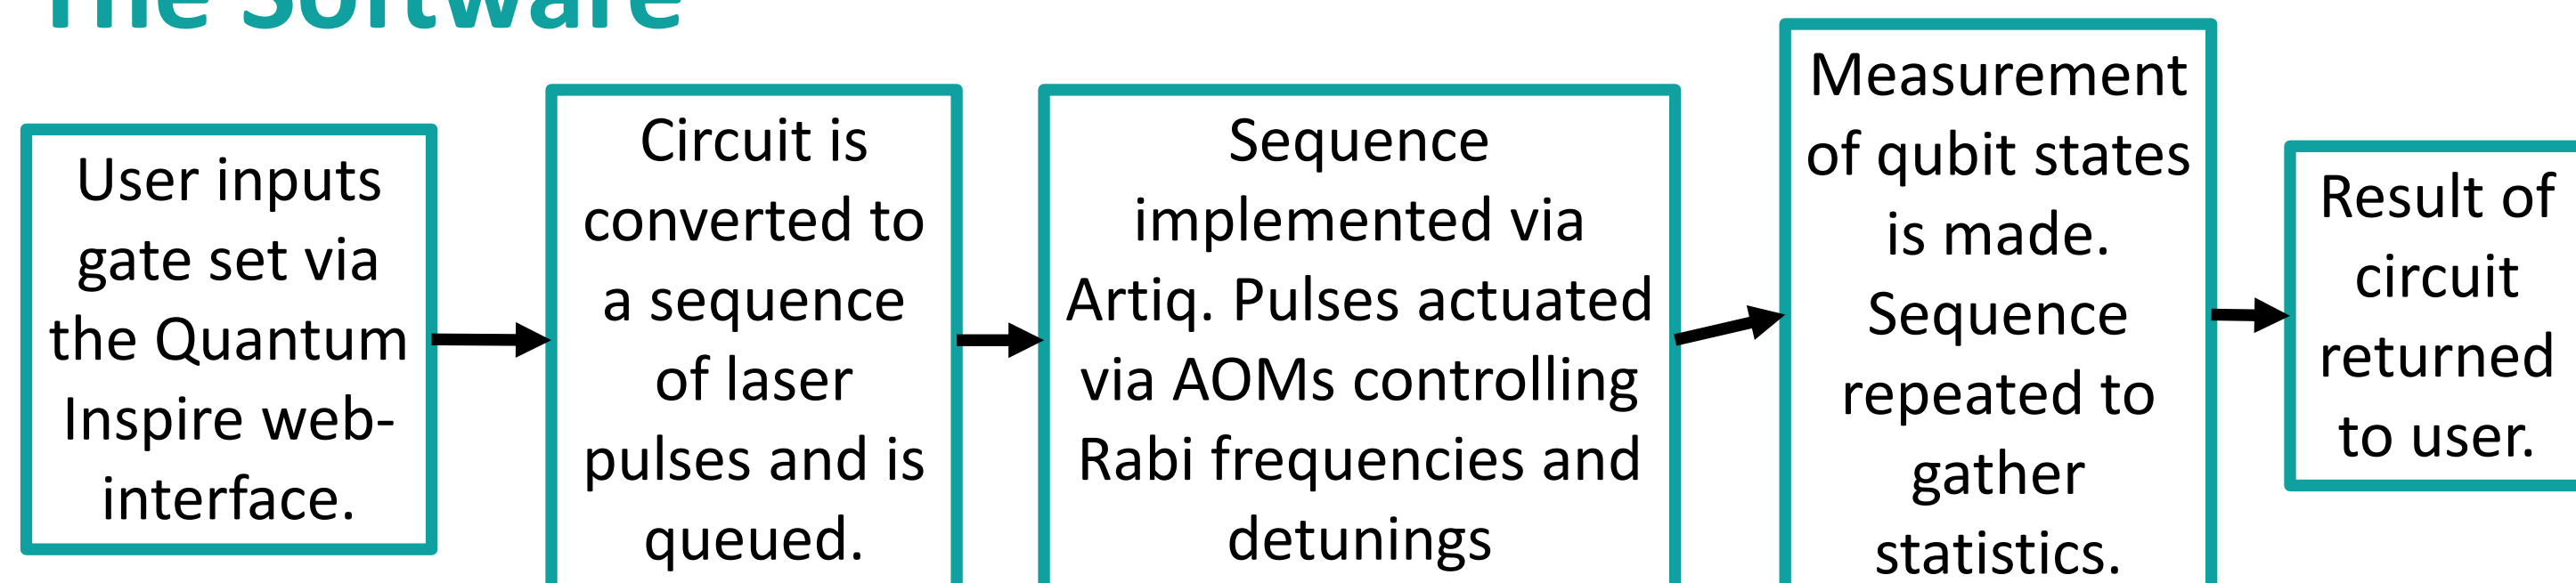 The Software
User inputs
gate set via
the Quantum
Inspire web-
interface.
Circuit is
converted to
a sequence
of laser
pulses and is
queued.
Sequence
implemented via
Artiq. Pulses actuated
via AOMs controlling
Rabi frequencies and
detunings
Measurement
of qubit states
is made.
Sequence
repeated to
gather
statistics.
Result of
circuit
returned
to user.